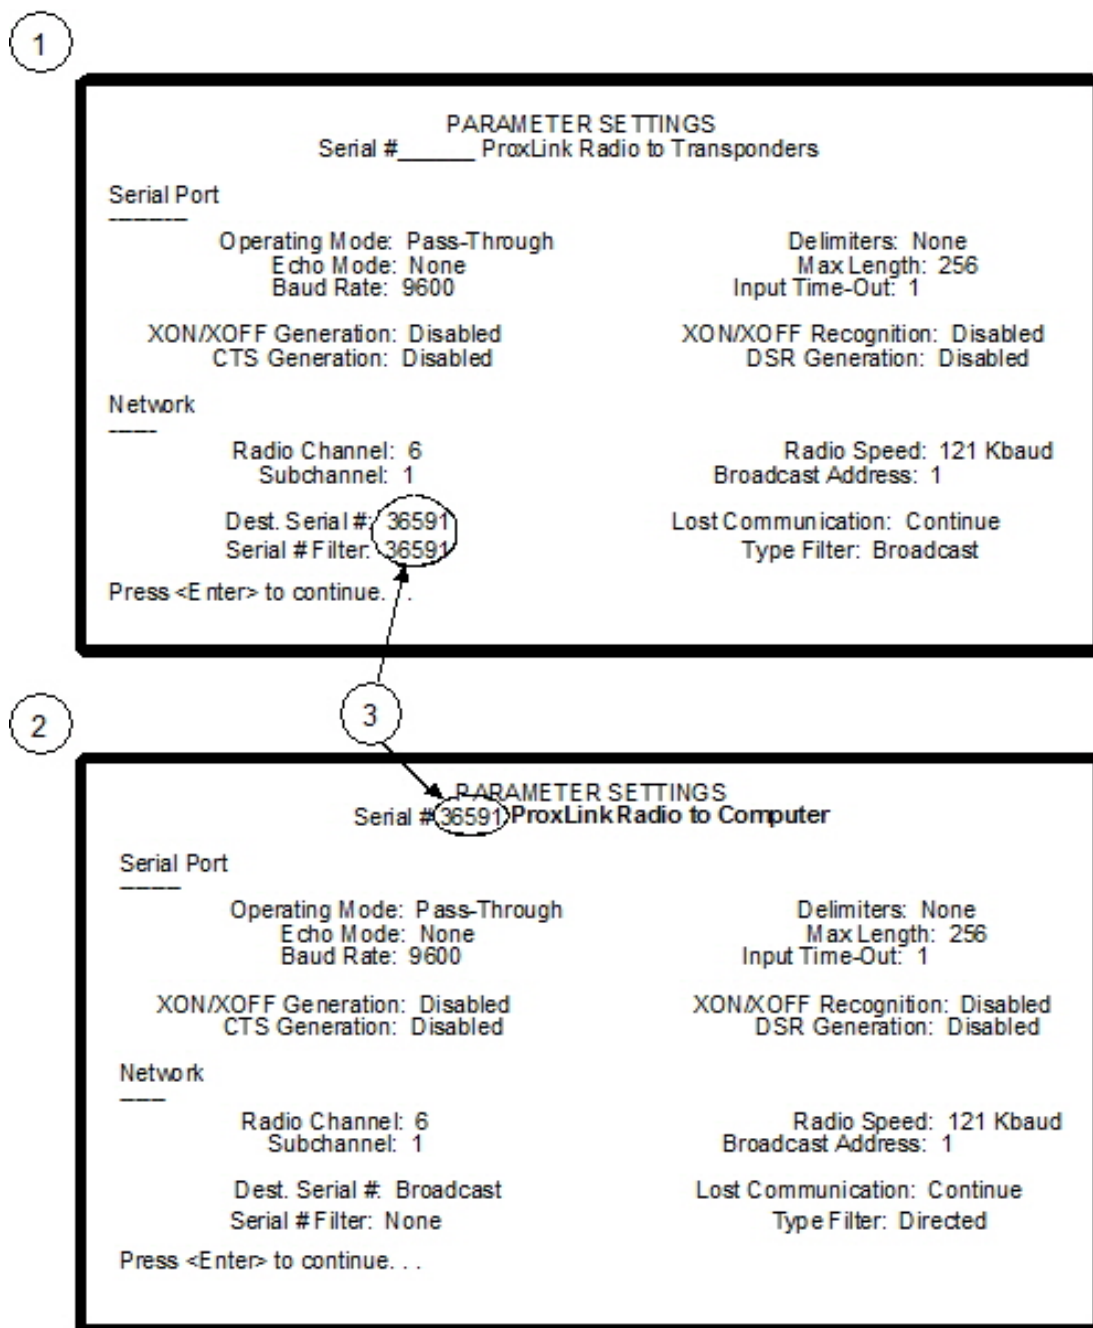 1
PARAMETER SETTINGS
Serial #______ ProxLink Radio to Transponders
Serial Port
----------
Operating Mode: Pass-Through Delimiters: None
Echo Mode: None Max Length: 256
Baud Rate: 9600 Input Time-Out: 1
XON/XOFF Generation: Disabled XON/XOFF Recognition: Disabled
CTS Generation: Disabled DSR Generation: Disabled
Network
------
Radio Channel: 6 Radio Speed: 121 Kbaud
Subchannel: 1 Broadcast Address: 1
Dest. Serial #: 36591 Lost Communication: Continue
Serial # Filter: 36591 Type Filter: Broadcast
Press <Enter> to continue. . .
2
3
PARAMETER SETTINGS
Serial # 36591 ProxLink Radio to Computer
Serial Port
--------
Operating Mode: Pass-Through Delimiters: None
Echo Mode: None Max Length: 256
Baud Rate: 9600 Input Time-Out: 1
XON/XOFF Generation: Disabled XON/XOFF Recognition: Disabled
CTS Generation: Disabled DSR Generation: Disabled
Network
------
Radio Channel: 6 Radio Speed: 121 Kbaud
Subchannel: 1 Broadcast Address: 1
Dest. Serial #: Broadcast Lost Communication: Continue
Serial # Filter: None Type Filter: Directed
Press <Enter> to continue. . .